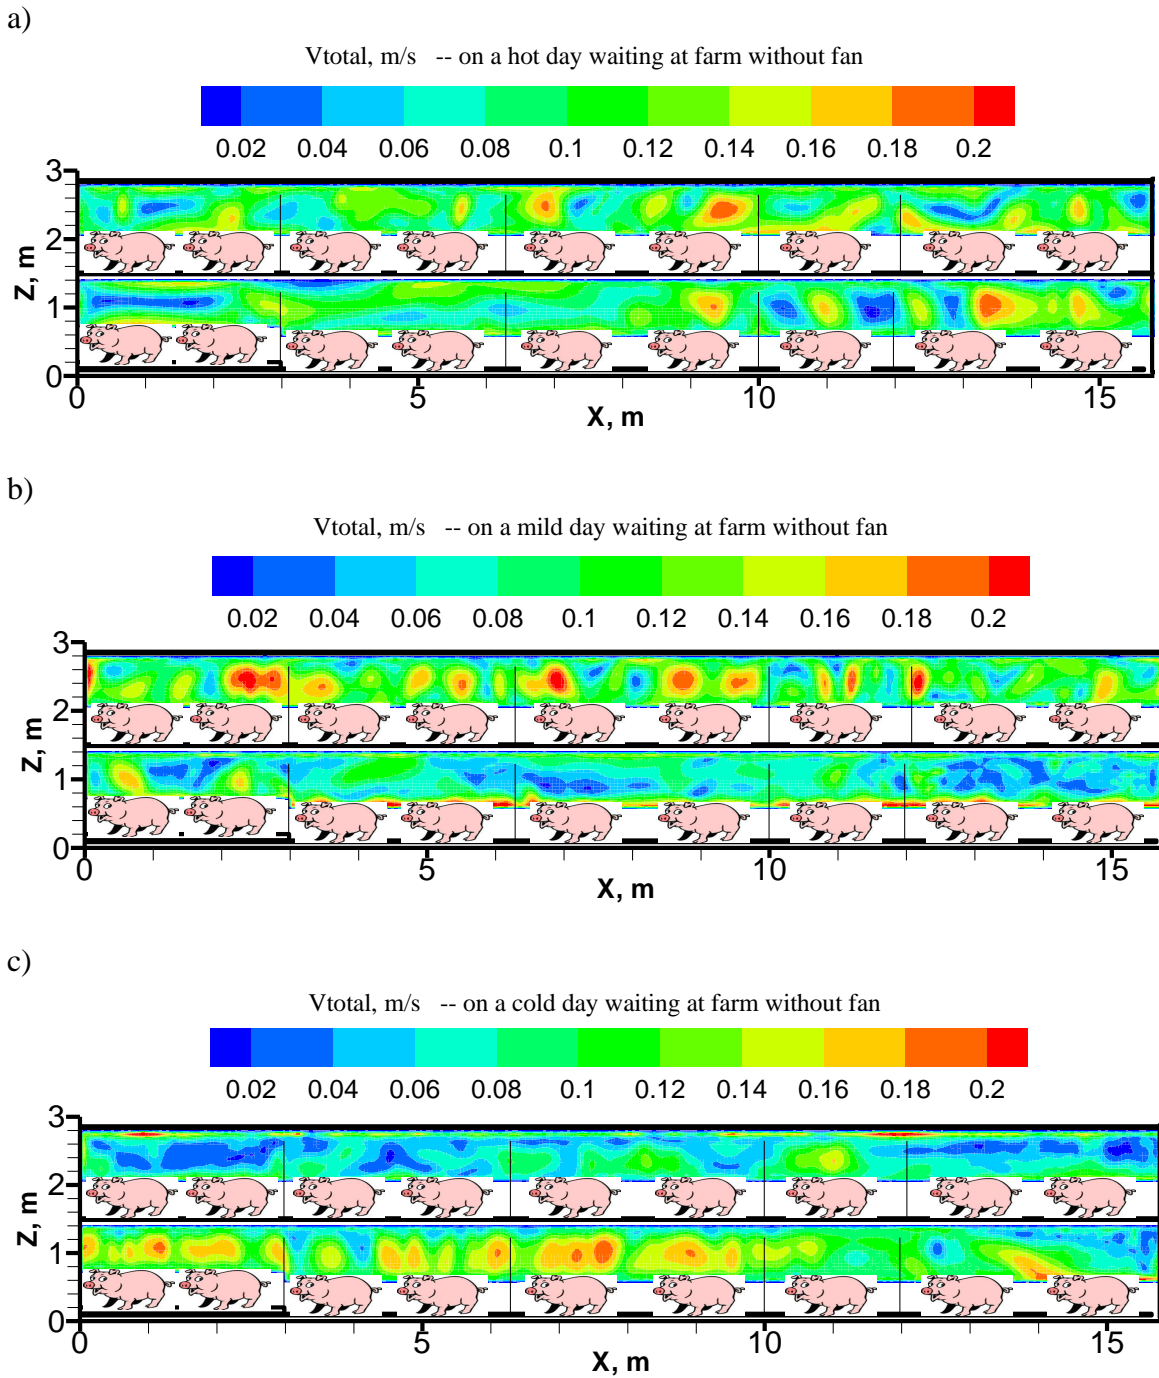 a)
Vtotal, m/s -- on a hot day waiting at farm without fan
0.02 0.04 0.06 0.08 0.1 0.12 0.14 0.16 0.18 0.2
3
2
1
0
Z, m
0 5 10 15
X, m
b)
Vtotal, m/s -- on a mild day waiting at farm without fan
0.02 0.04 0.06 0.08 0.1 0.12 0.14 0.16 0.18 0.2
3
2
1
0
Z, m
0 5 10 15
X, m
c)
Vtotal, m/s -- on a cold day waiting at farm without fan
0.02 0.04 0.06 0.08 0.1 0.12 0.14 0.16 0.18 0.2
3
2
1
0
Z, m
0 5 10 15
X, m